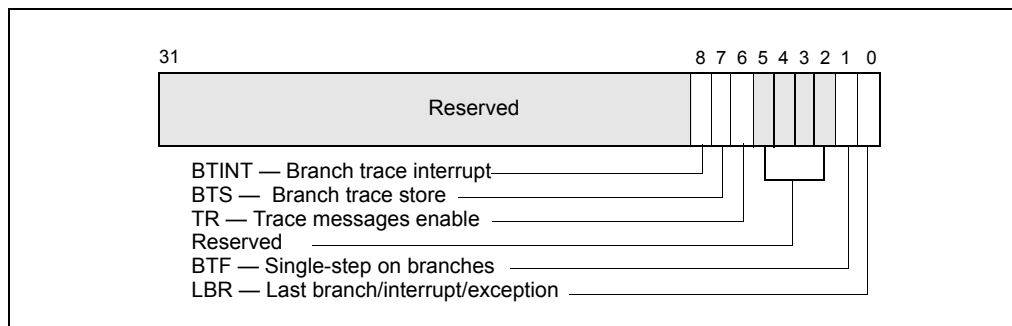 31 8 7 6 5 4 3 2 1 0
Reserved
BTINT — Branch trace interrupt
BTS — Branch trace store
TR — Trace messages enable
Reserved
BTF — Single-step on branches
LBR — Last branch/interrupt/exception